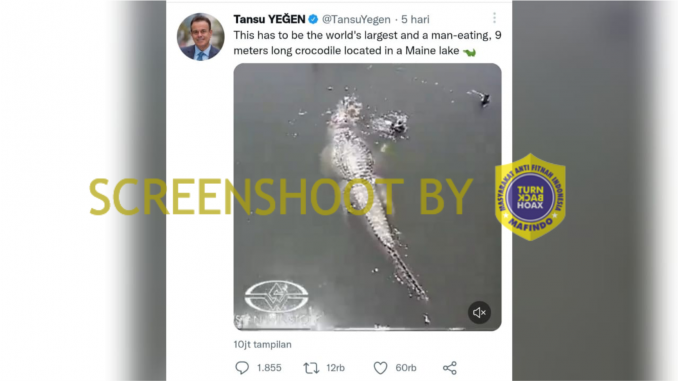 Tansu YEĞEN @TansuYegen · 5 hari
This has to be the world's largest and a man-eating, 9
meters long crocodile located in a Maine lake
SCREENSHOOT BY
MASYARAKAT ANTI FITNAH INDONESIA
TURN
BACK
HOAX
MAFINDO
10jt tampilan
1.855 12rb 60rb